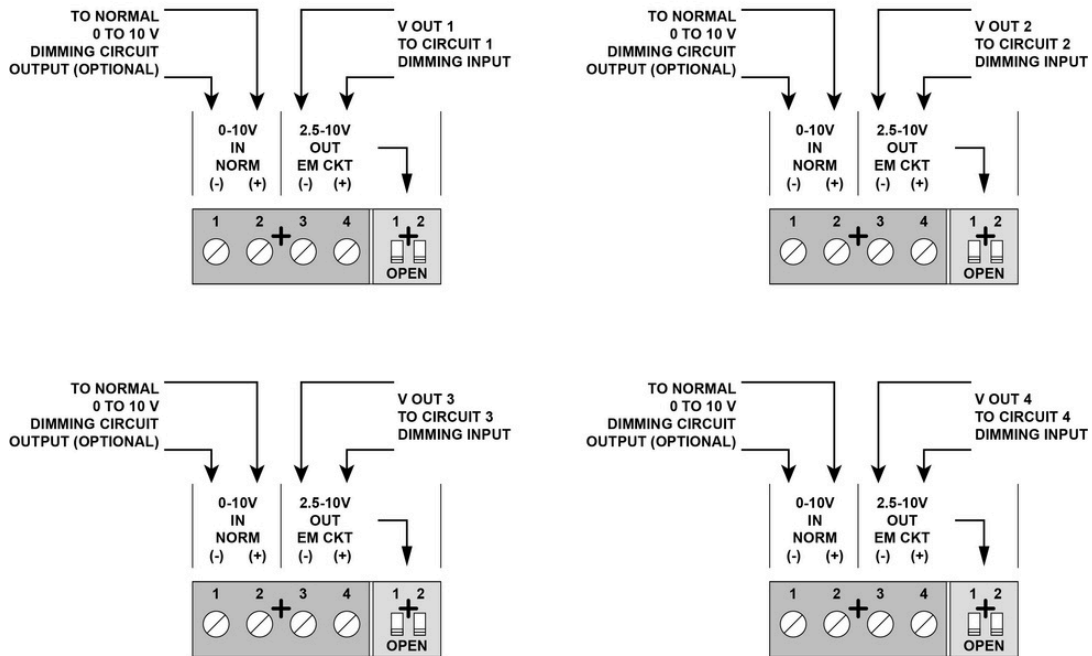 TO NORMAL
0 TO 10 V
DIMMING CIRCUIT
OUTPUT (OPTIONAL)
V OUT 1
TO CIRCUIT 1
DIMMING INPUT
0-10V
IN
NORM
(-) (+)
2.5-10V
OUT
EM CKT
(-) (+)
1 2 3 4 1 2
OPEN
TO NORMAL
0 TO 10 V
DIMMING CIRCUIT
OUTPUT (OPTIONAL)
V OUT 2
TO CIRCUIT 2
DIMMING INPUT
0-10V
IN
NORM
(-) (+)
2.5-10V
OUT
EM CKT
(-) (+)
1 2 3 4 1 2
OPEN
TO NORMAL
0 TO 10 V
DIMMING CIRCUIT
OUTPUT (OPTIONAL)
V OUT 3
TO CIRCUIT 3
DIMMING INPUT
0-10V
IN
NORM
(-) (+)
2.5-10V
OUT
EM CKT
(-) (+)
1 2 3 4 1 2
OPEN
TO NORMAL
0 TO 10 V
DIMMING CIRCUIT
OUTPUT (OPTIONAL)
V OUT 4
TO CIRCUIT 4
DIMMING INPUT
0-10V
IN
NORM
(-) (+)
2.5-10V
OUT
EM CKT
(-) (+)
1 2 3 4 1 2
OPEN